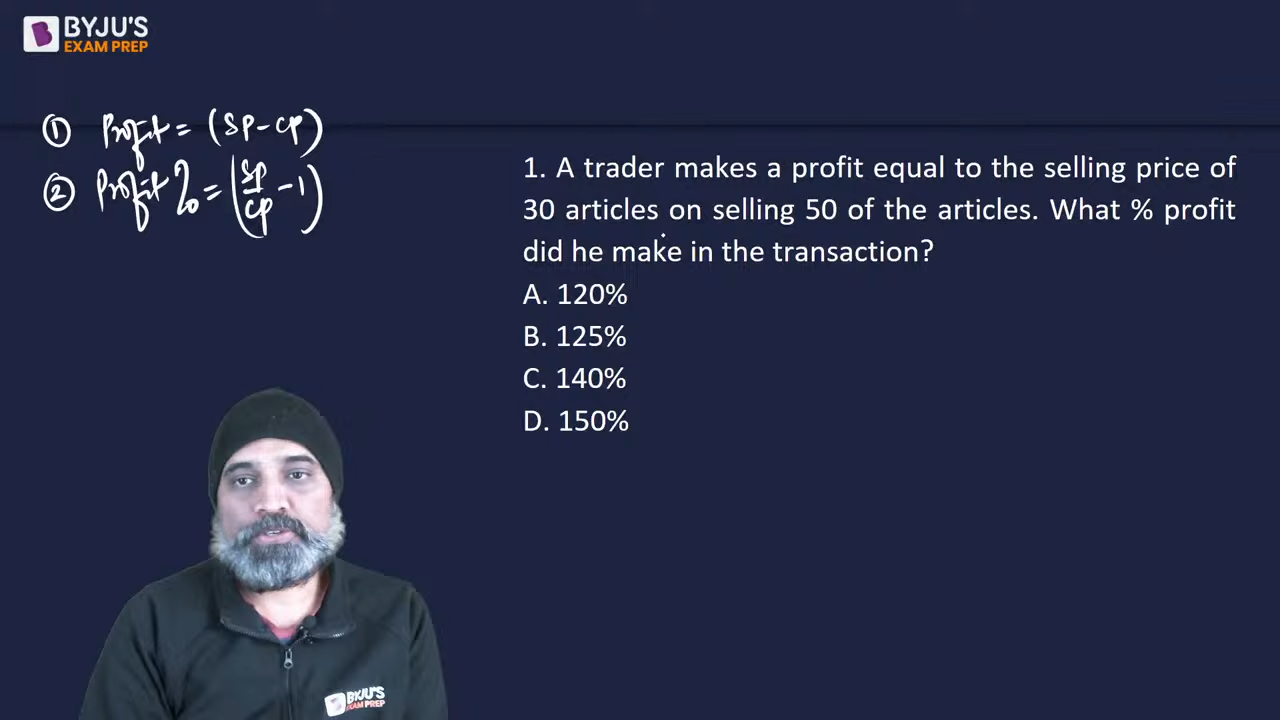 BYJU'S
EXAM PREP
① Profit = (SP - CP)
② Profit % = (SP/CP - 1)
1. A trader makes a profit equal to the selling price of
30 articles on selling 50 of the articles. What % profit
did he make in the transaction?
A. 120%
B. 125%
C. 140%
D. 150%
BYJU'S
EXAM PREP